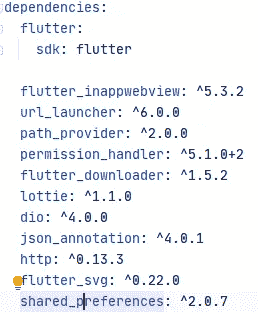 dependencies:
flutter:
sdk: flutter
flutter_inappwebview: ^5.3.2
url_launcher: ^6.0.0
path_provider: ^2.0.0
permission_handler: ^5.1.0+2
flutter_downloader: ^1.5.2
lottie: ^1.1.0
dio: ^4.0.0
json_annotation: ^4.0.1
http: ^0.13.3
flutter_svg: ^0.22.0
shared_preferences: ^2.0.7